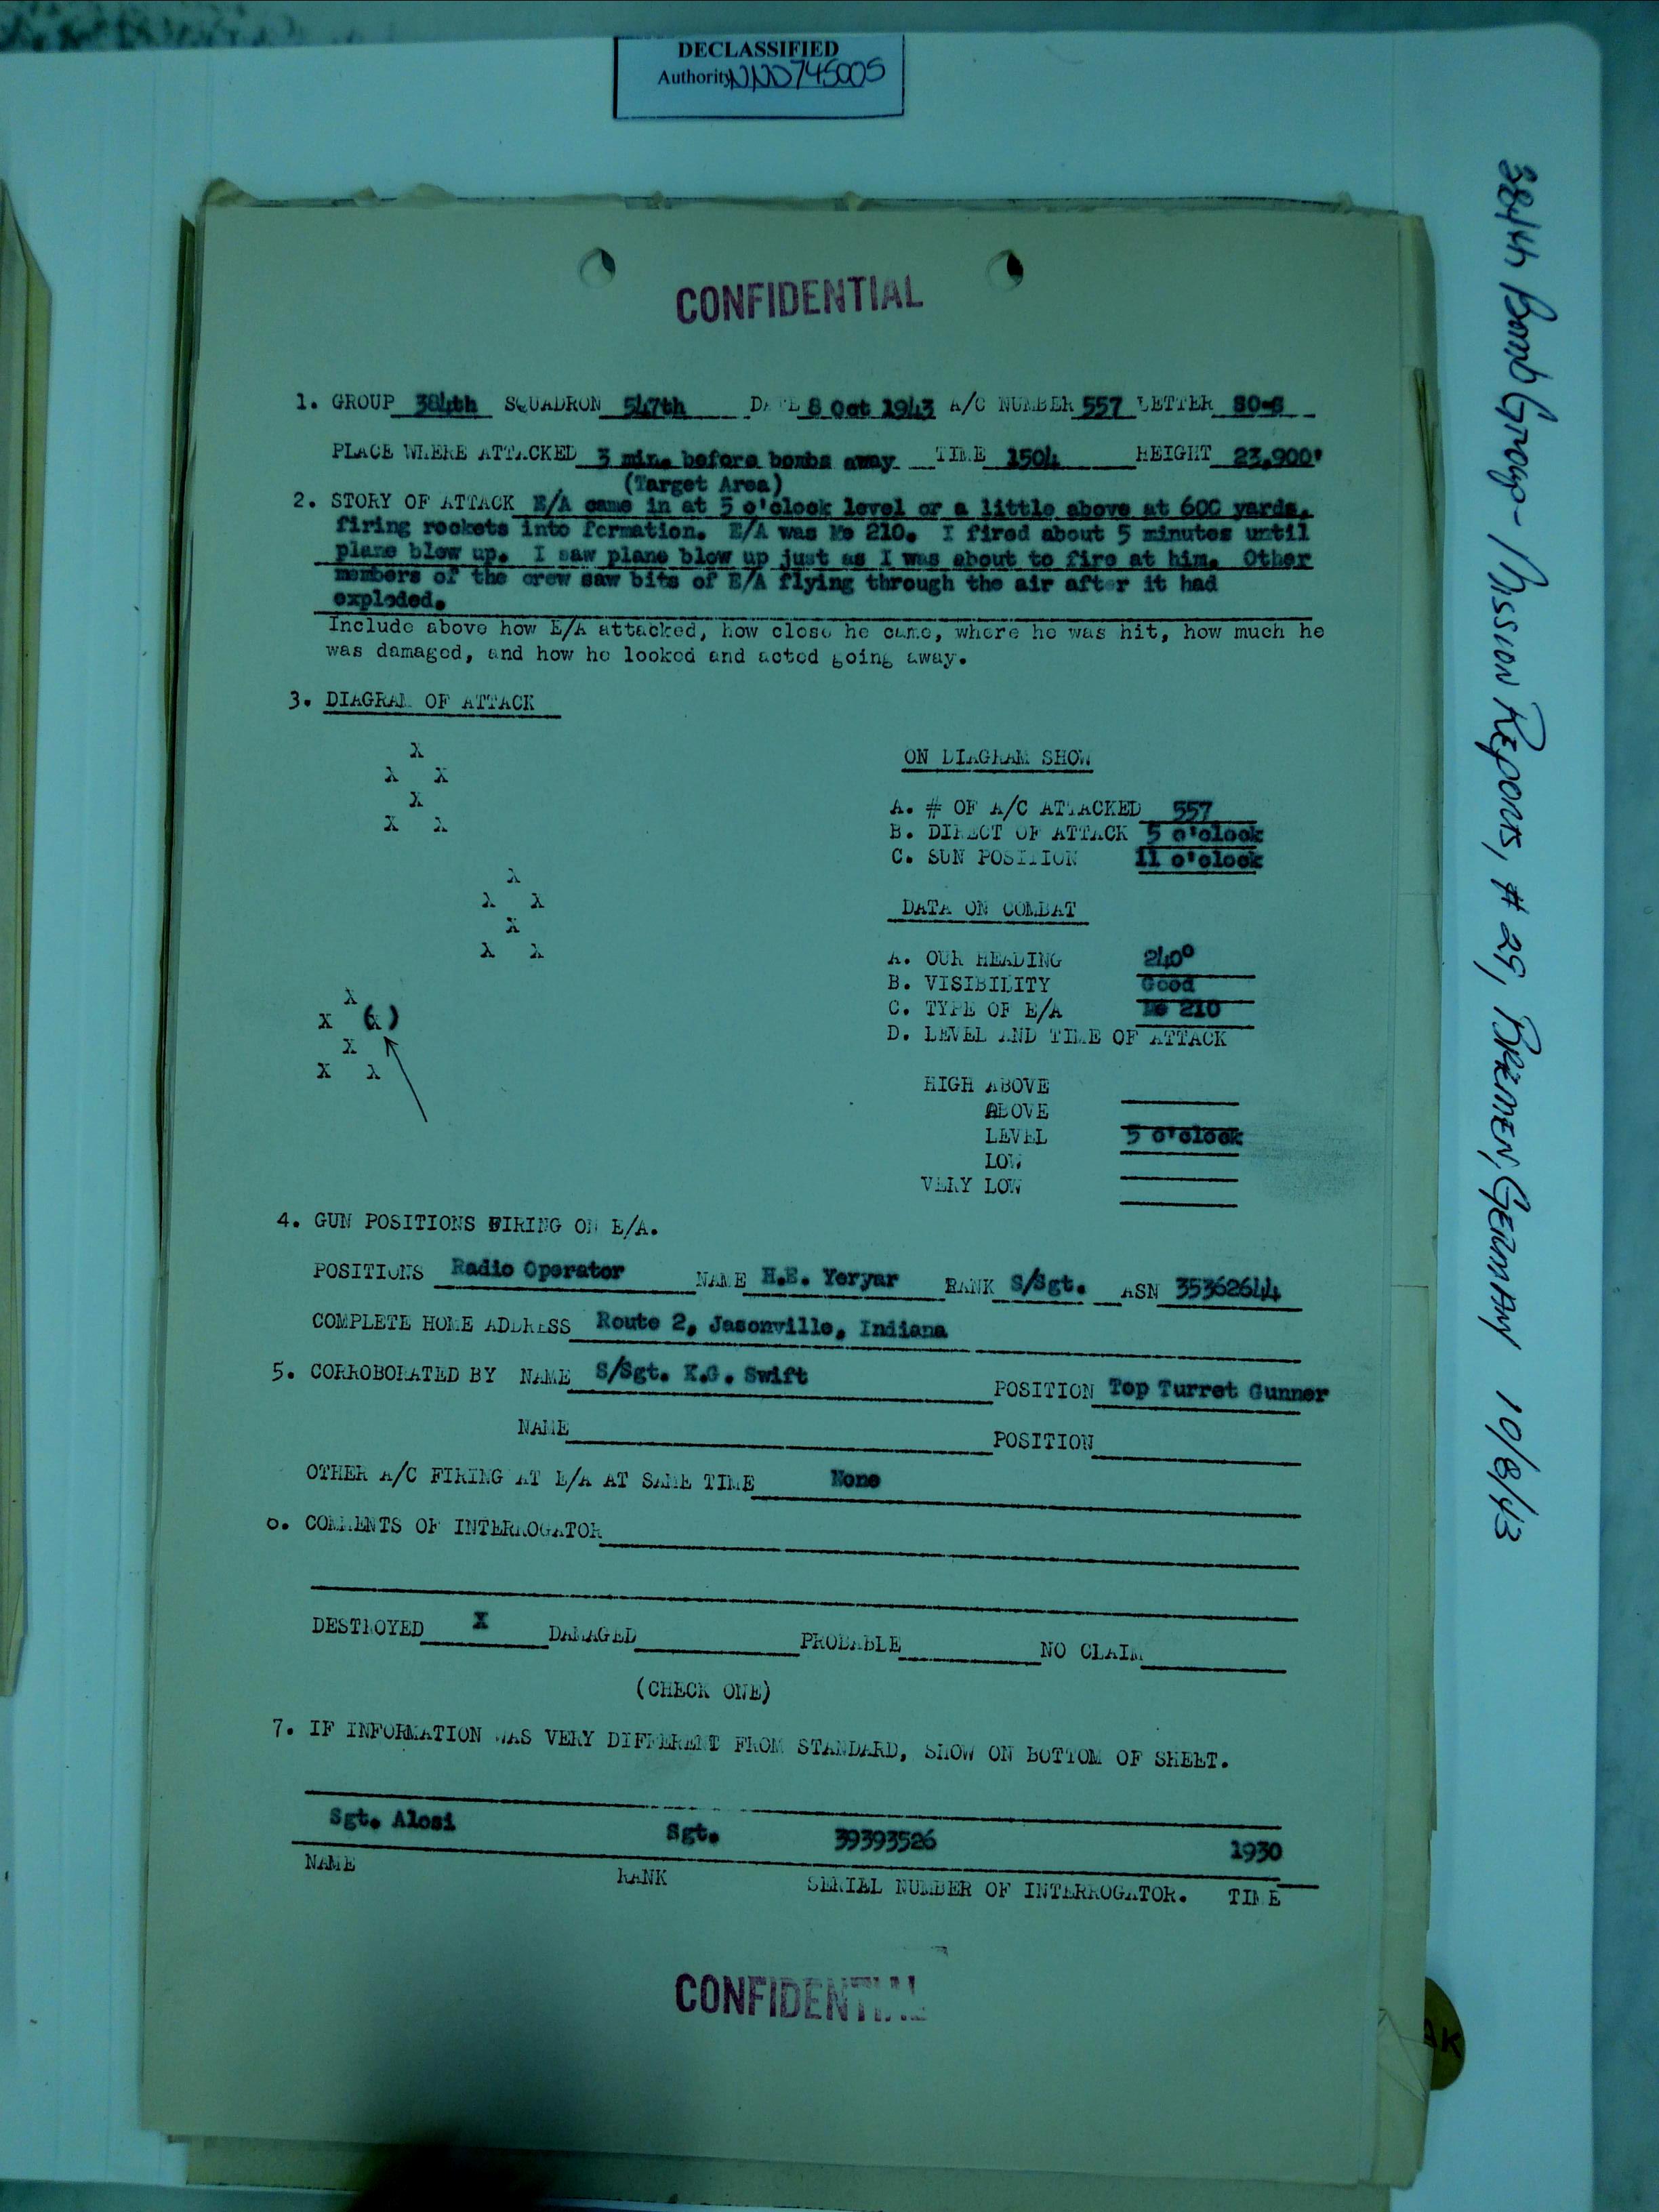 DECLASSIFIED
Authority NND745005
CONFIDENTIAL
1. GROUP 384th SQUADRON 547th DATE 8 Oct 1943 A/C NUMBER 557 LETTER SO-S
PLACE WHERE ATTACKED 3 min. before bombs away TIME 1504 HEIGHT 23,900'
(Target Area)
2. STORY OF ATTACK E/A came in at 5 o'clock level or a little above at 600 yards,
firing rockets into formation. E/A was Me 210. I fired about 5 minutes until
plane blew up. I saw plane blow up just as I was about to fire at him. Other
members of the crew saw bits of E/A flying through the air after it had
exploded.
Include above how E/A attacked, how close he came, where he was hit, how much he
was damaged, and how he looked and acted going away.
3. DIAGRAM OF ATTACK
X
X X
X
X X
X
X X
X
X X
X
X (X)
X
X X
ON DIAGRAM SHOW
A. # OF A/C ATTACKED 557
B. DIRECT OF ATTACK 5 o'clock
C. SUN POSITION 11 o'clock
DATA ON COMBAT
A. OUR HEADING 240°
B. VISIBILITY Good
C. TYPE OF E/A Me 210
D. LEVEL AND TIME OF ATTACK
HIGH ABOVE
ABOVE
LEVEL 5 o'clock
LOW
VERY LOW
4. GUN POSITIONS FIRING ON E/A.
POSITIONS Radio Operator NAME H.E. Yeryar RANK S/Sgt. ASN 35362644
COMPLETE HOME ADDRESS Route 2, Jasonville, Indiana
5. CORROBORATED BY NAME S/Sgt. K.G. Swift POSITION Top Turret Gunner
NAME POSITION
OTHER A/C FIRING AT E/A AT SAME TIME None
6. COMMENTS OF INTERROGATOR
DESTROYED X DAMAGED PROBABLE NO CLAIM
(CHECK ONE)
7. IF INFORMATION WAS VERY DIFFERENT FROM STANDARD, SHOW ON BOTTOM OF SHEET.
Sgt. Alosi Sgt. 39393526 1930
NAME RANK SERIAL NUMBER OF INTERROGATOR. TIME
CONFIDENTIAL
AK
384th Bomb Group - Mission Reports, # 25, BREMEN, GERMANY 10/8/43